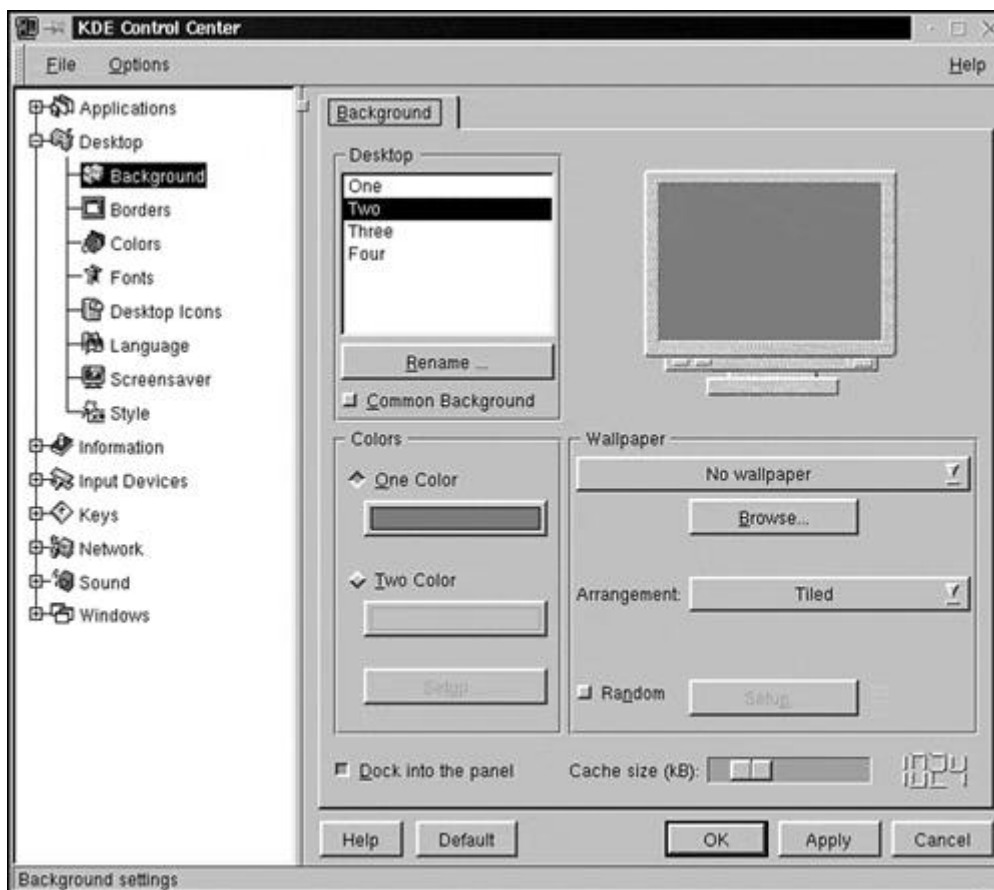 KDE Control Center
File Options Help
Applications
Desktop
Background
Borders
Colors
Fonts
Desktop Icons
Language
Screensaver
Style
Information
Input Devices
Keys
Network
Sound
Windows
Background
Desktop
One
Two
Three
Four
Rename ...
Common Background
Colors
One Color
Two Color
Setup...
Wallpaper
No wallpaper
Browse...
Arrangement: Tiled
Random Setup...
Dock into the panel Cache size (kB): 1024
Help Default OK Apply Cancel
Background settings